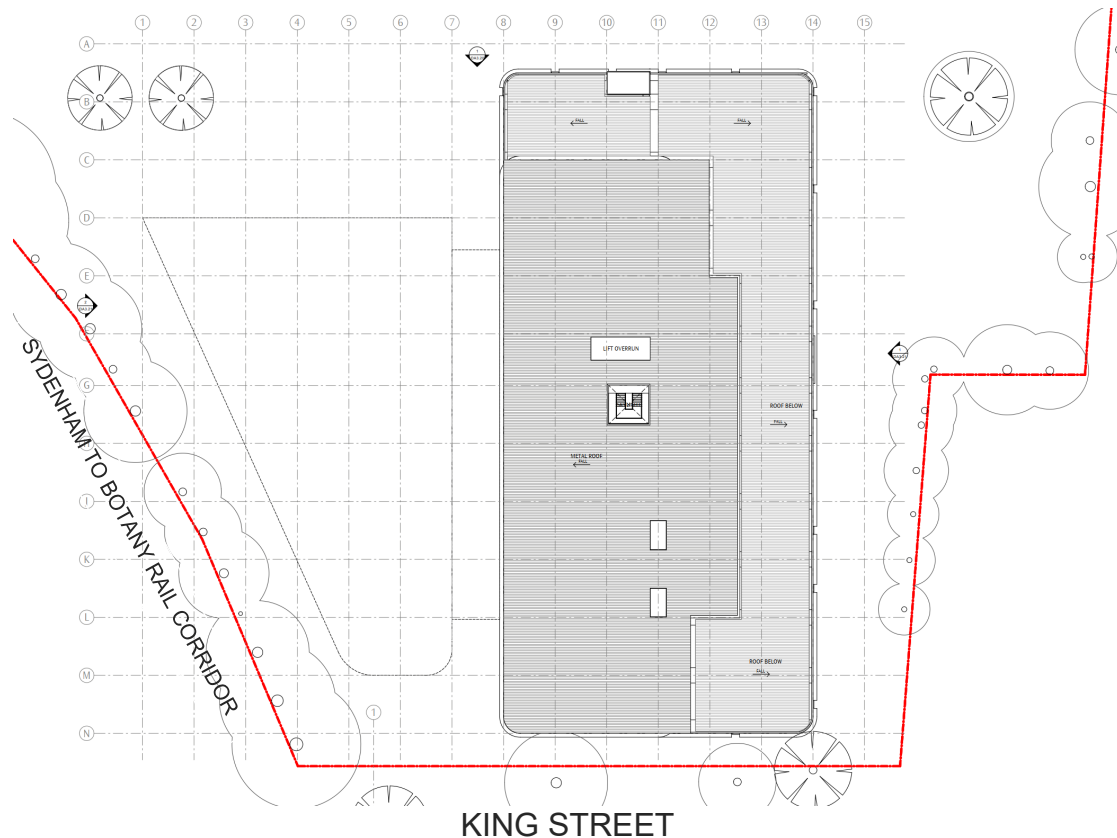 1 2 3 4 5 6 7 8 9 10 11 12 13 14 15
A
B
C
D
E
G
I
K
L
M
N
1
FALL
FALL
LIFT OVERRUN
ROOF BELOW
FALL
METAL ROOF
FALL
ROOF BELOW
FALL
SYDENHAM TO BOTANY RAIL CORRIDOR
KING STREET